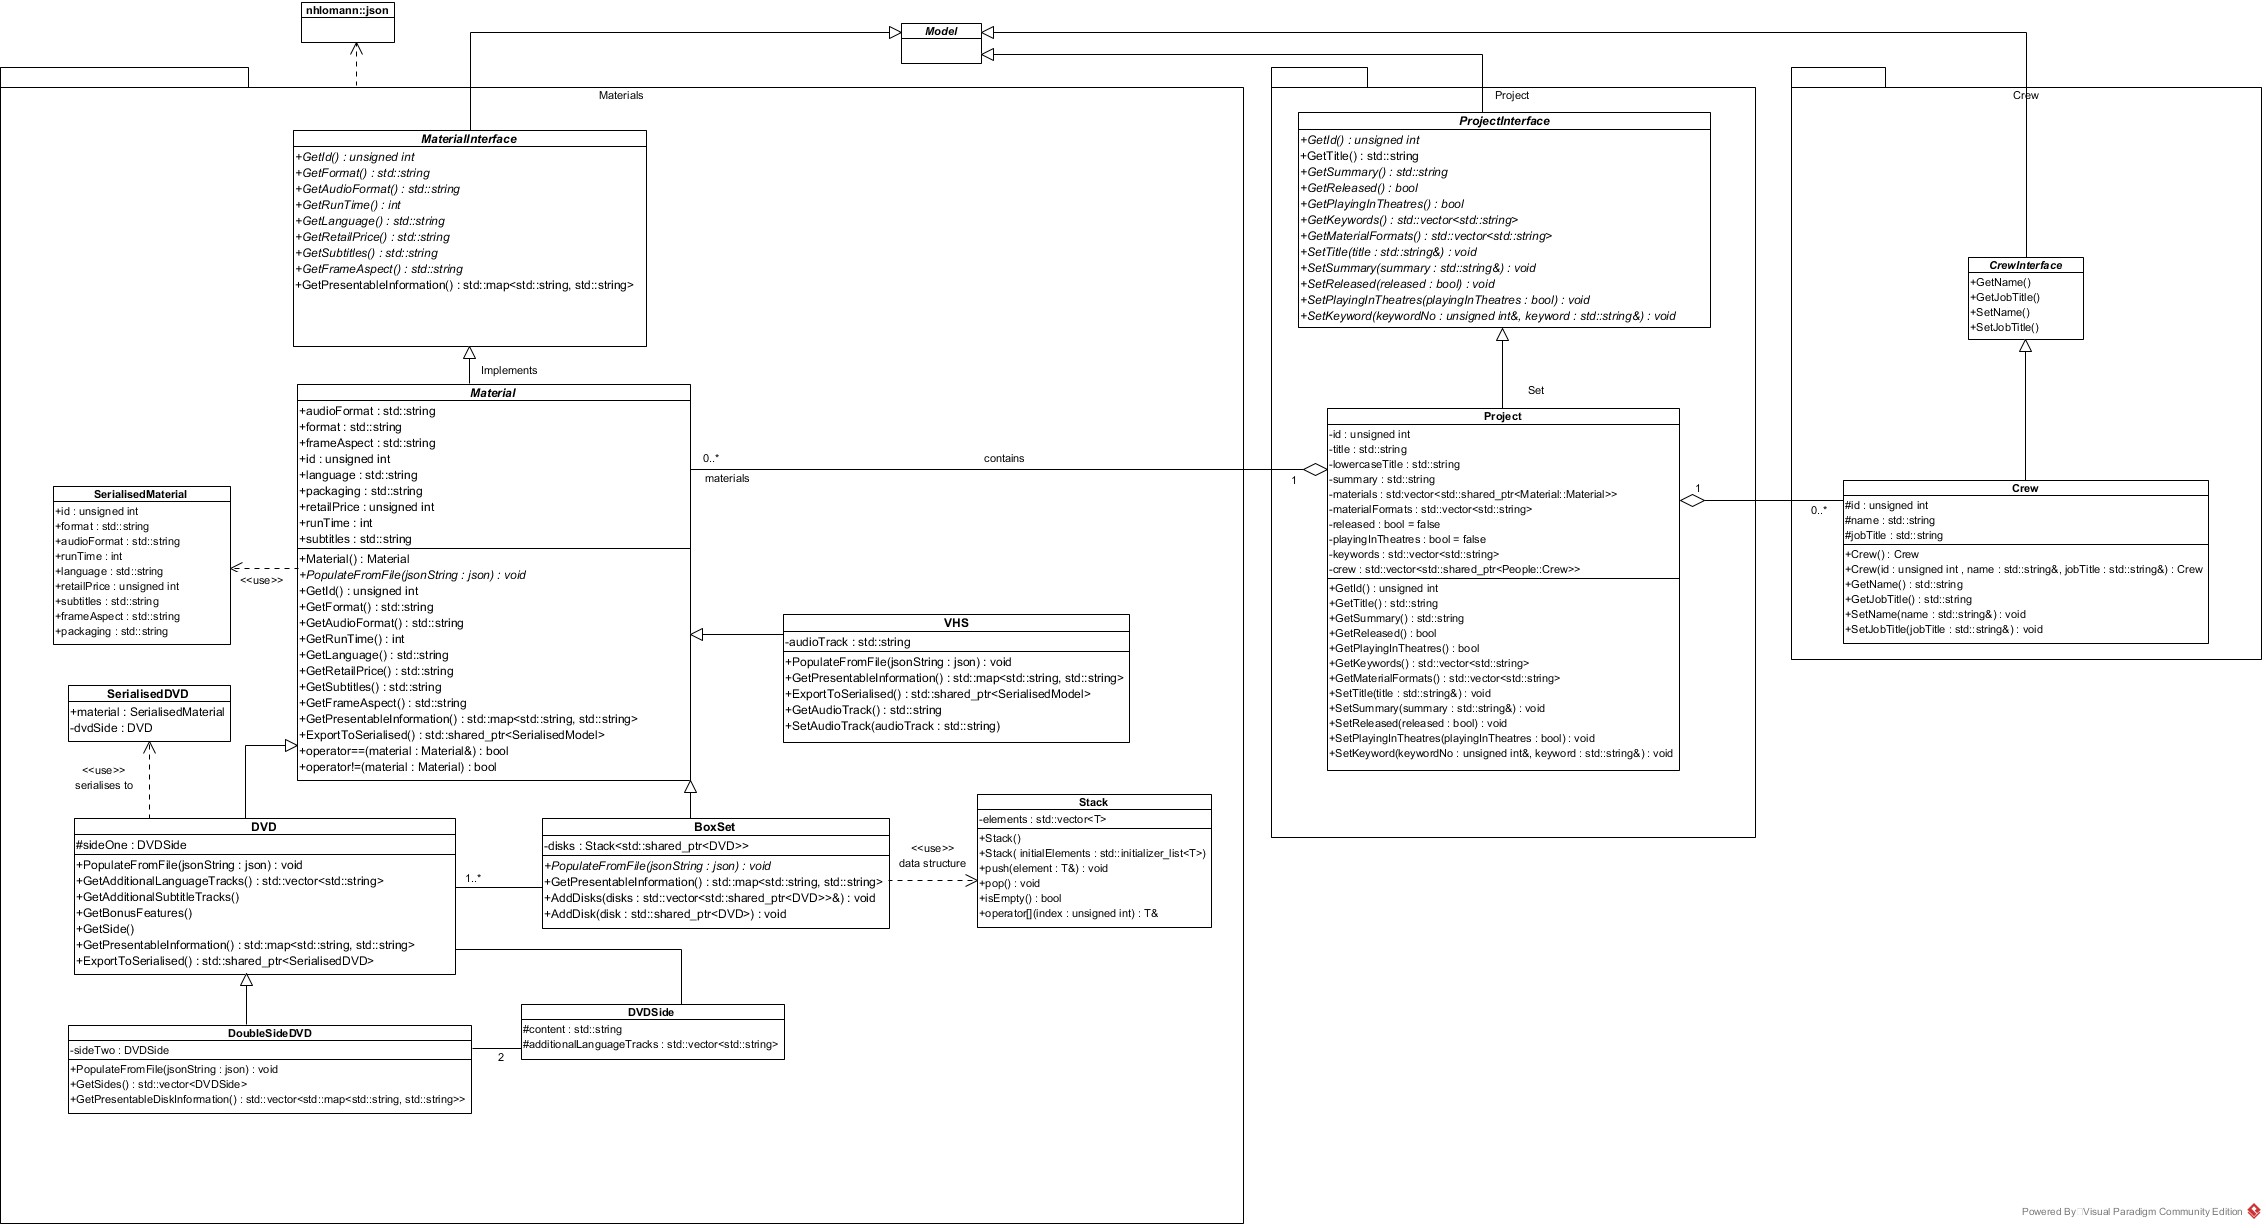 nhlomann::json
Model
Materials
MaterialInterface
+GetId() : unsigned int
+GetFormat() : std::string
+GetAudioFormat() : std::string
+GetRunTime() : int
+GetLanguage() : std::string
+GetRetailPrice() : std::string
+GetSubtitles() : std::string
+GetFrameAspect() : std::string
+GetPresentableInformation() : std::map<std::string, std::string>
Implements
Material
+audioFormat : std::string
+format : std::string
+frameAspect : std::string
+id : unsigned int
+language : std::string
+packaging : std::string
+retailPrice : unsigned int
+runTime : int
+subtitles : std::string
+Material() : Material
+PopulateFromFile(jsonString : json) : void
+GetId() : unsigned int
+GetFormat() : std::string
+GetAudioFormat() : std::string
+GetRunTime() : int
+GetLanguage() : std::string
+GetRetailPrice() : std::string
+GetSubtitles() : std::string
+GetFrameAspect() : std::string
+GetPresentableInformation() : std::map<std::string, std::string>
+ExportToSerialised() : std::shared_ptr<SerialisedModel>
+operator==(material : Material&) : bool
+operator!=(material : Material) : bool
SerialisedMaterial
+id : unsigned int
+format : std::string
+audioFormat : std::string
+runTime : int
+language : std::string
+retailPrice : unsigned int
+subtitles : std::string
+frameAspect : std::string
+packaging : std::string
<<use>>
SerialisedDVD
+material : SerialisedMaterial
-dvdSide : DVD
<<use>>
serialises to
VHS
-audioTrack : std::string
+PopulateFromFile(jsonString : json) : void
+GetPresentableInformation() : std::map<std::string, std::string>
+ExportToSerialised() : std::shared_ptr<SerialisedModel>
+GetAudioTrack() : std::string
+SetAudioTrack(audioTrack : std::string)
DVD
#sideOne : DVDSide
+PopulateFromFile(jsonString : json) : void
+GetAdditionalLanguageTracks() : std::vector<std::string>
+GetAdditionalSubtitleTracks()
+GetBonusFeatures()
+GetSide()
+GetPresentableInformation() : std::map<std::string, std::string>
+ExportToSerialised() : std::shared_ptr<SerialisedDVD>
1..*
BoxSet
-disks : Stack<std::shared_ptr<DVD>>
+PopulateFromFile(jsonString : json) : void
+GetPresentableInformation() : std::map<std::string, std::string>
+AddDisks(disks : std::vector<std::shared_ptr<DVD>>&) : void
+AddDisk(disk : std::shared_ptr<DVD>) : void
<<use>>
data structure
Stack
-elements : std::vector<T>
+Stack()
+Stack( initialElements : std::initializer_list<T>)
+push(element : T&) : void
+pop() : void
+isEmpty() : bool
+operator[](index : unsigned int) : T&
DoubleSideDVD
-sideTwo : DVDSide
+PopulateFromFile(jsonString : json) : void
+GetSides() : std::vector<DVDSide>
+GetPresentableDiskInformation() : std::vector<std::map<std::string, std::string>>
2
DVDSide
#content : std::string
#additionalLanguageTracks : std::vector<std::string>
0..*
materials
contains
1
Project
ProjectInterface
+GetId() : unsigned int
+GetTitle() : std::string
+GetSummary() : std::string
+GetReleased() : bool
+GetPlayingInTheatres() : bool
+GetKeywords() : std::vector<std::string>
+GetMaterialFormats() : std::vector<std::string>
+SetTitle(title : std::string&) : void
+SetSummary(summary : std::string&) : void
+SetReleased(released : bool) : void
+SetPlayingInTheatres(playingInTheatres : bool) : void
+SetKeyword(keywordNo : unsigned int&, keyword : std::string&) : void
Set
Project
-id : unsigned int
-title : std::string
-lowercaseTitle : std::string
-summary : std::string
-materials : std:vector<std::shared_ptr<Material::Material>>
-materialFormats : std::vector<std::string>
-released : bool = false
-playingInTheatres : bool = false
-keywords : std::vector<std::string>
-crew : std::vector<std::shared_ptr<People::Crew>>
+GetId() : unsigned int
+GetTitle() : std::string
+GetSummary() : std::string
+GetReleased() : bool
+GetPlayingInTheatres() : bool
+GetKeywords() : std::vector<std::string>
+GetMaterialFormats() : std::vector<std::string>
+SetTitle(title : std::string&) : void
+SetSummary(summary : std::string&) : void
+SetReleased(released : bool) : void
+SetPlayingInTheatres(playingInTheatres : bool) : void
+SetKeyword(keywordNo : unsigned int&, keyword : std::string&) : void
1
0..*
Crew
CrewInterface
+GetName()
+GetJobTitle()
+SetName()
+SetJobTitle()
Crew
#id : unsigned int
#name : std::string
#jobTitle : std::string
+Crew() : Crew
+Crew(id : unsigned int , name : std::string&, jobTitle : std::string&) : Crew
+GetName() : std::string
+GetJobTitle() : std::string
+SetName(name : std::string&) : void
+SetJobTitle(jobTitle : std::string&) : void
Powered By Visual Paradigm Community Edition